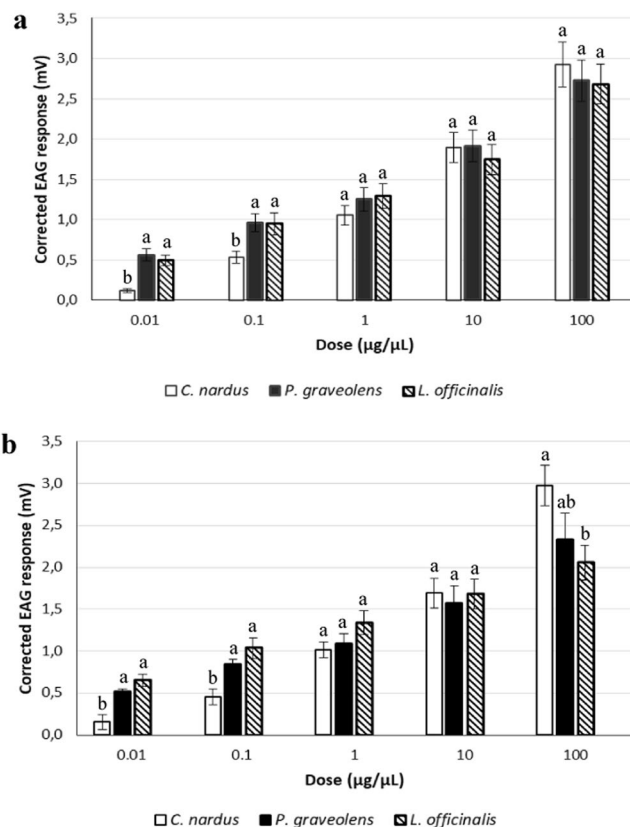 a
3,5
3,0
2,5
2,0
1,5
1,0
0,5
0,0
Corrected EAG response (mV)
b a a
b a a
a a a
a a a
a a a
0.01 0.1 1 10 100
Dose (µg/µL)
C. nardus P. graveolens L. officinalis
b
3,5
3,0
2,5
2,0
1,5
1,0
0,5
0,0
Corrected EAG response (mV)
b a a
b a a
a a a
a a a
a ab b
0.01 0.1 1 10 100
Dose (µg/µL)
C. nardus P. graveolens L. officinalis